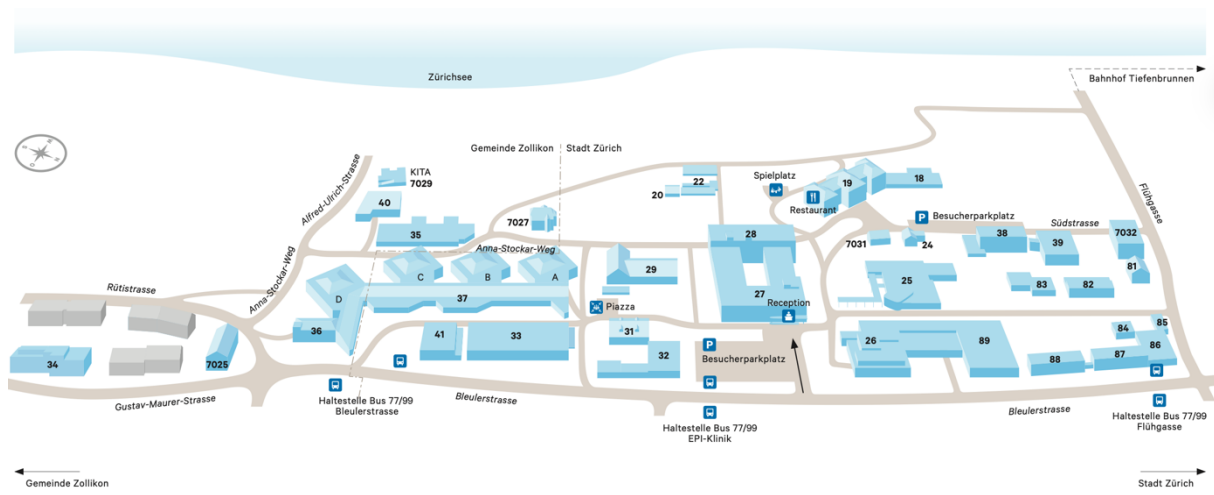 Zürichsee
Bahnhof Tiefenbrunnen
Gemeinde Zollikon
Stadt Zürich
KITA
7029
Alfred-Ulrich-Strasse
40
35
7027
20
22
Spielplatz
Restaurant
19
18
P
Besucherparkplatz
Südstrasse
Flühgasse
Anna-Stockar-Weg
28
7031
24
38
39
7032
81
Anna-Stockar-Weg
C
B
A
D
29
25
83
82
Rütistrasse
37
Piazza
27
Reception
36
41
33
31
32
P
Besucherparkplatz
26
89
84
85
86
88
87
34
7025
Gustav-Maurer-Strasse
Haltestelle Bus 77/99
Bleulerstrasse
Bleulerstrasse
Haltestelle Bus 77/99
EPI-Klinik
Bleulerstrasse
Haltestelle Bus 77/99
Flühgasse
Gemeinde Zollikon
Stadt Zürich